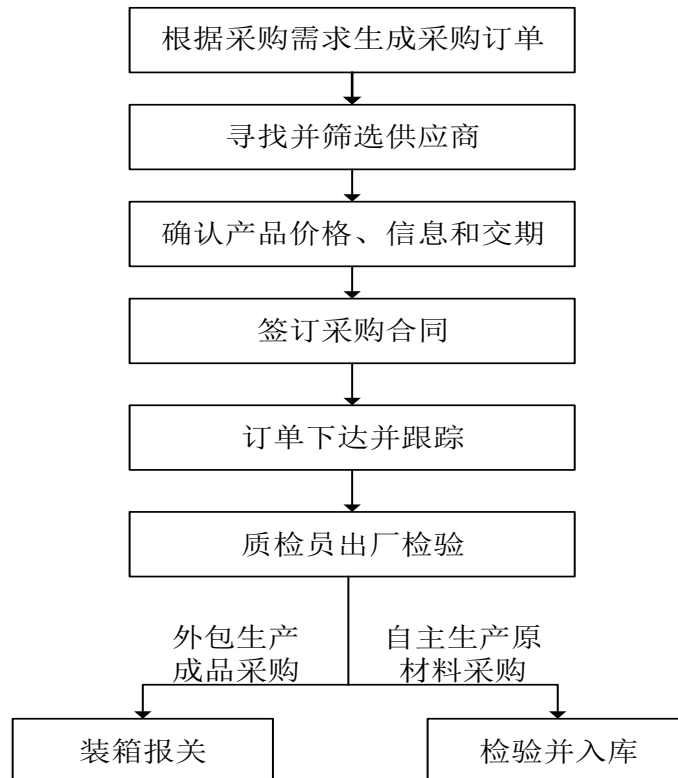 根据采购需求生成采购订单
寻找并筛选供应商
确认产品价格、信息和交期
签订采购合同
订单下达并跟踪
质检员出厂检验
外包生产
成品采购
自主生产原
材料采购
装箱报关
检验并入库